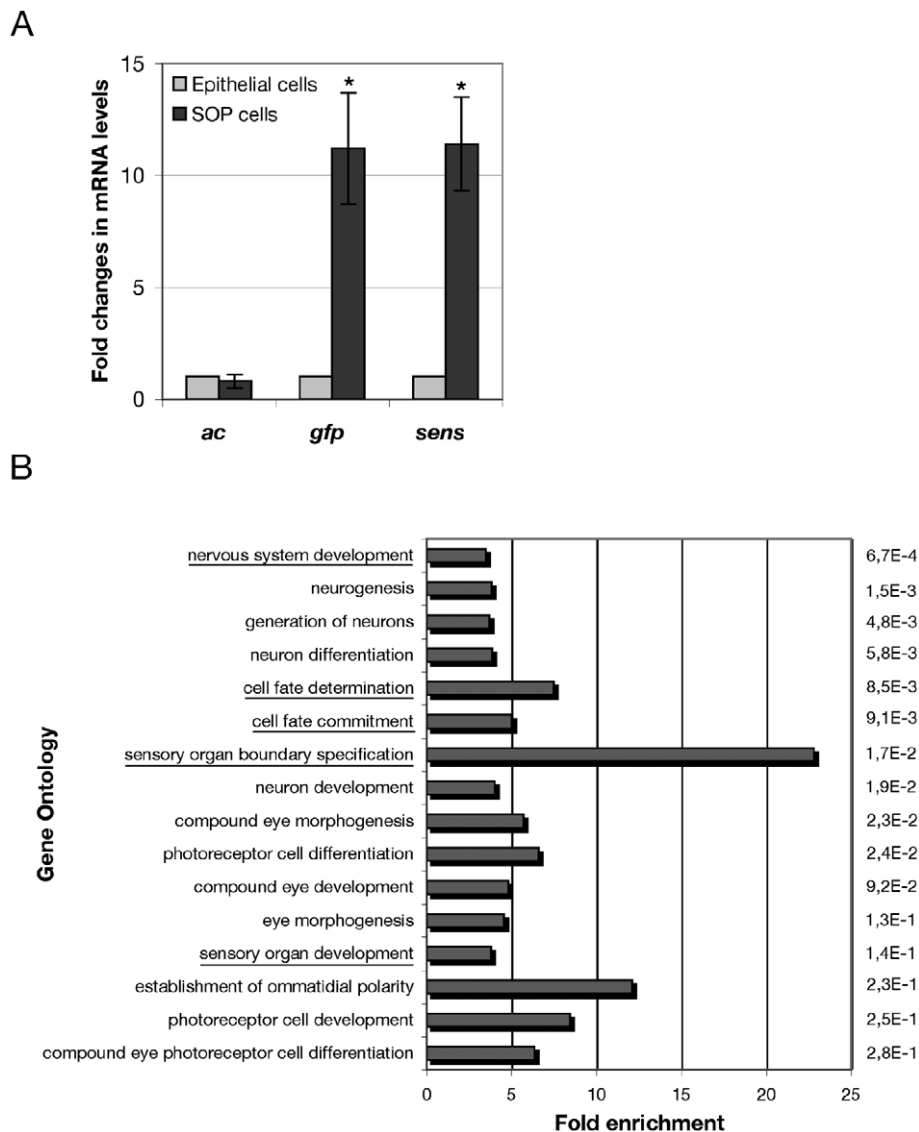 A
15
10
5
0
Fold changes in mRNA levels
Epithelial cells
SOP cells
* *
ac gfp sens
B
Gene Ontology
nervous system development 6,7E-4
neurogenesis 1,5E-3
generation of neurons 4,8E-3
neuron differentiation 5,8E-3
cell fate determination 8,5E-3
cell fate commitment 9,1E-3
sensory organ boundary specification 1,7E-2
neuron development 1,9E-2
compound eye morphogenesis 2,3E-2
photoreceptor cell differentiation 2,4E-2
compound eye development 9,2E-2
eye morphogenesis 1,3E-1
sensory organ development 1,4E-1
establishment of ommatidial polarity 2,3E-1
photoreceptor cell development 2,5E-1
compound eye photoreceptor cell differentiation 2,8E-1
0 5 10 15 20 25
Fold enrichment